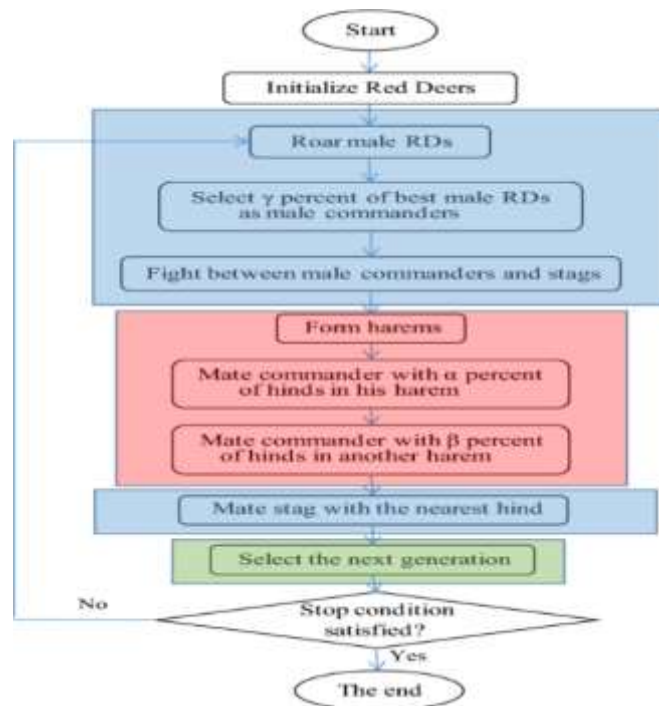 Start
Initialize Red Deers
Roar male RDs
Select γ percent of best male RDs
as male commanders
Fight between male commanders and stags
Form harems
Mate commander with α percent
of hinds in his harem
Mate commander with β percent
of hinds in another harem
Mate stag with the nearest hind
Select the next generation
No
Stop condition
satisfied?
Yes
The end